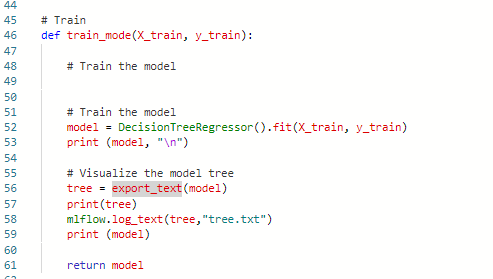 44
45 # Train
46 def train_mode(X_train, y_train):
47
48 # Train the model
49
50
51 # Train the model
52 model = DecisionTreeRegressor().fit(X_train, y_train)
53 print (model, "\n")
54
55 # Visualize the model tree
56 tree = export_text(model)
57 print(tree)
58 mlflow.log_text(tree,"tree.txt")
59 print (model)
60
61 return model